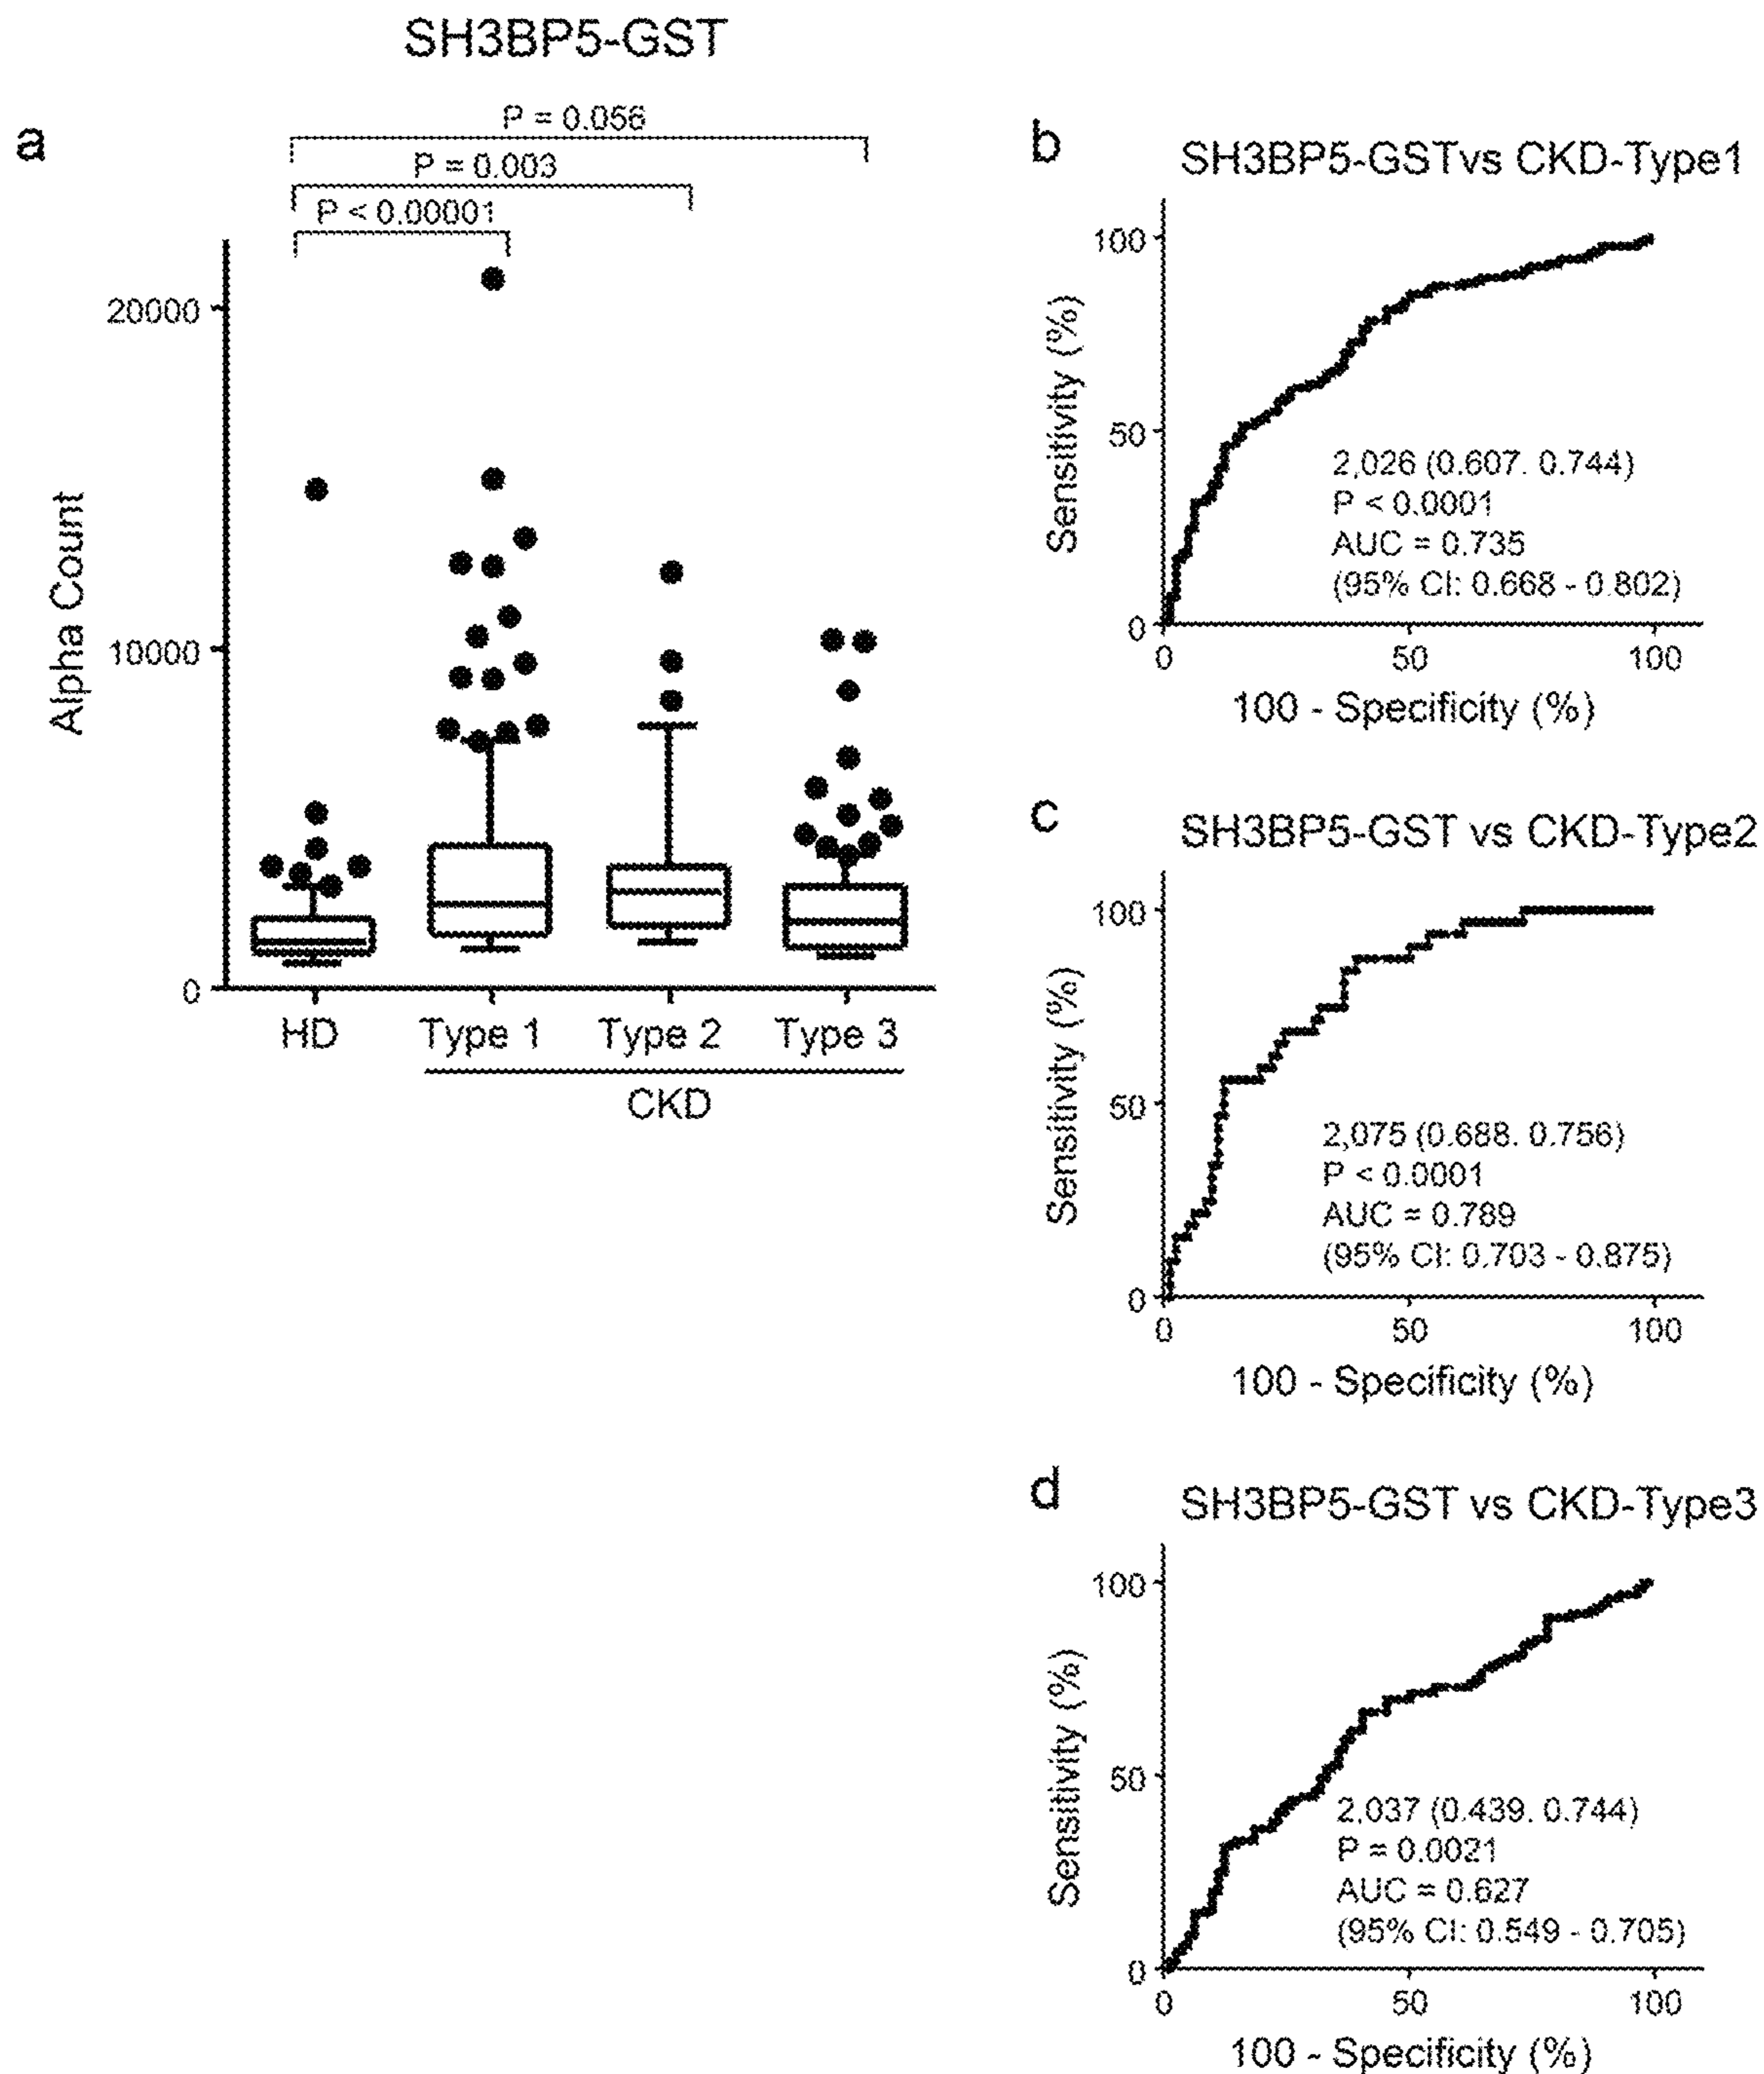 SH3BP5-GST
a
P = 0.056
P = 0.003
P < 0.00001
20000
10000
0
Alpha Count
HD
Type 1
Type 2
Type 3
CKD
b
SH3BP5-GSTvs CKD-Type1
100
50
0
Sensitivity (%)
2,026 (0.607. 0.744)
P < 0.0001
AUC = 0.735
(95% CI: 0.668 - 0.802)
0
50
100
100 - Specificity (%)
c
SH3BP5-GST vs CKD-Type2
100
50
0
Sensitivity (%)
2,075 (0.688. 0.756)
P < 0.0001
AUC = 0.789
(95% CI: 0.703 - 0.875)
0
50
100
100 - Specificity (%)
d
SH3BP5-GST vs CKD-Type3
100
50
0
Sensitivity (%)
2,037 (0.439. 0.744)
P = 0.0021
AUC = 0.627
(95% CI: 0.549 - 0.705)
0
50
100
100 - Specificity (%)